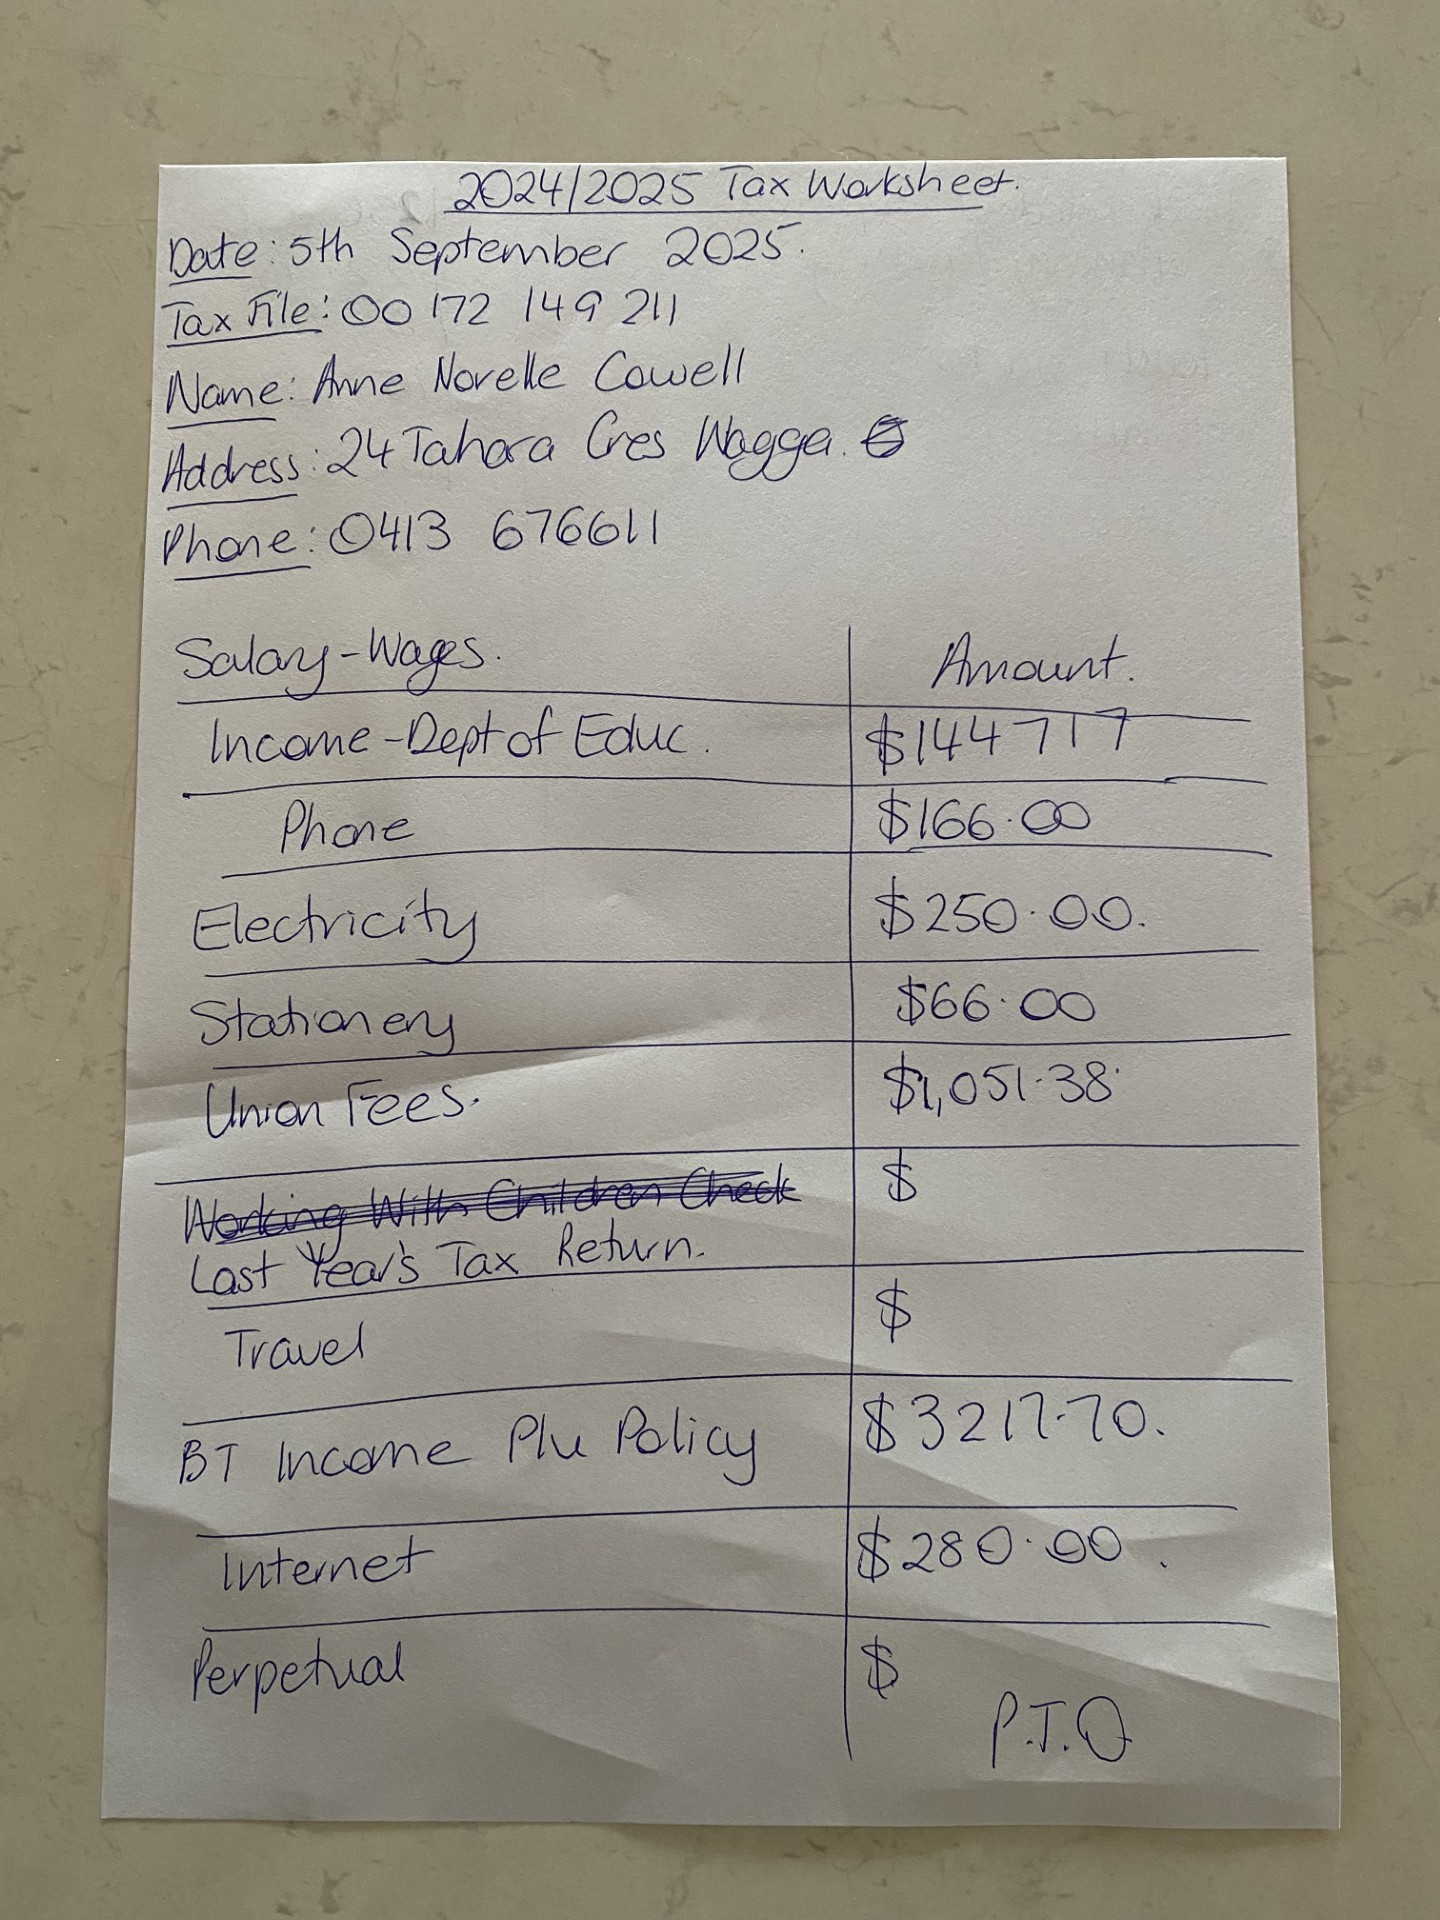 2024/2025 Tax Worksheet.
Date: 5th September 2025.
Tax File: 00 172 149 211
Name: Anne Norelle Cowell
Address: 24 Tahara Cres Wagga.
Phone: 0413 676611
Salary-Wages. Amount.
Income-Dept of Educ. $144717
Phone $166.00
Electricity $250.00.
Stationery $66.00
Union Fees. $1,051.38
Working With Children Check $
Last Year's Tax Return.
Travel $
BT Income Plu Policy $3217.70.
Internet $280.00.
Perpetual $
P.T.O